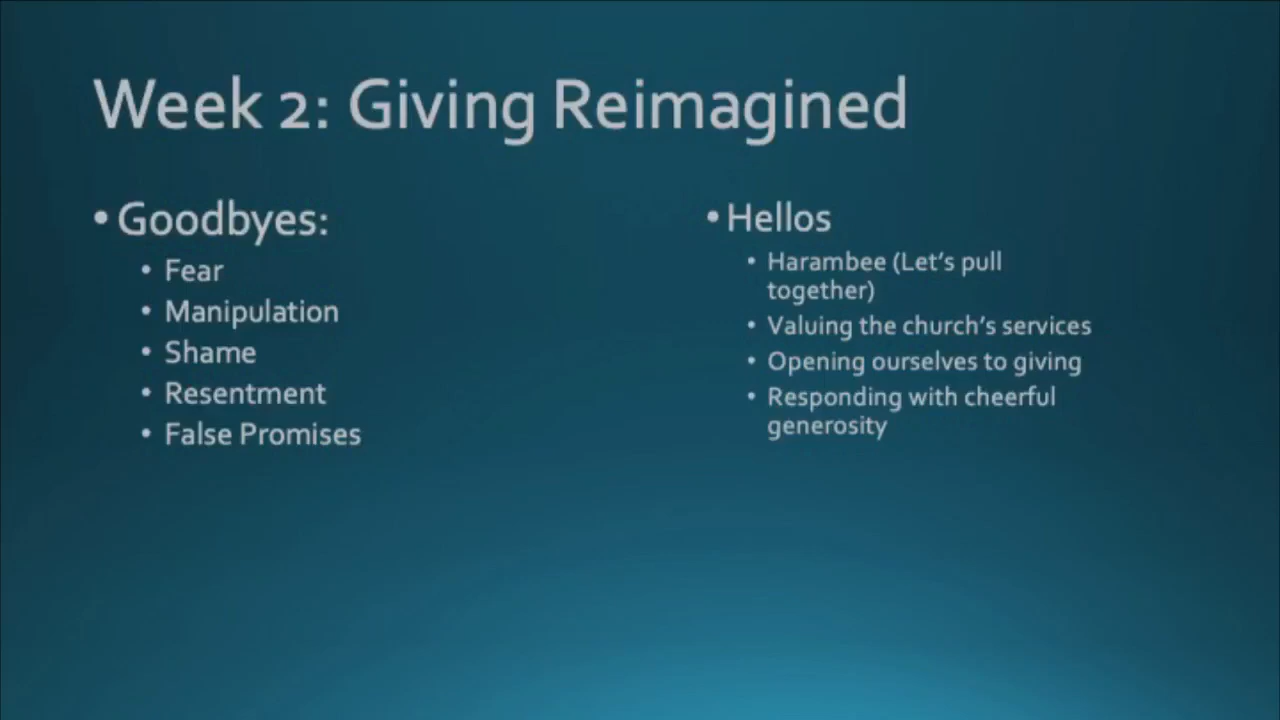 Week 2: Giving Reimagined
• Goodbyes:
• Fear
• Manipulation
• Shame
• Resentment
• False Promises
• Hellos
• Harambee (Let's pull
together)
• Valuing the church's services
• Opening ourselves to giving
• Responding with cheerful
generosity